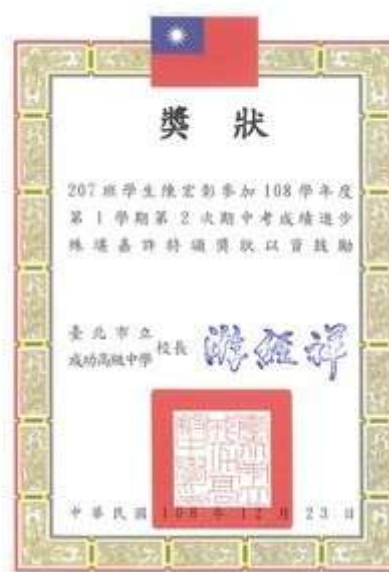 獎狀
207班學生陳宏彰參加108學年度
第1學期第2次期中考成績進步
殊堪嘉許特頒獎狀以資鼓勵
臺北市立
成功高級中學
校長
游經祥
中華民國108年12月23日